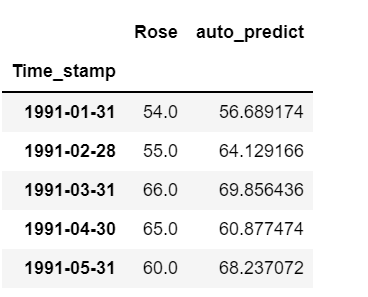 Rose auto_predict
Time_stamp
1991-01-31 54.0 56.689174
1991-02-28 55.0 64.129166
1991-03-31 66.0 69.856436
1991-04-30 65.0 60.877474
1991-05-31 60.0 68.237072